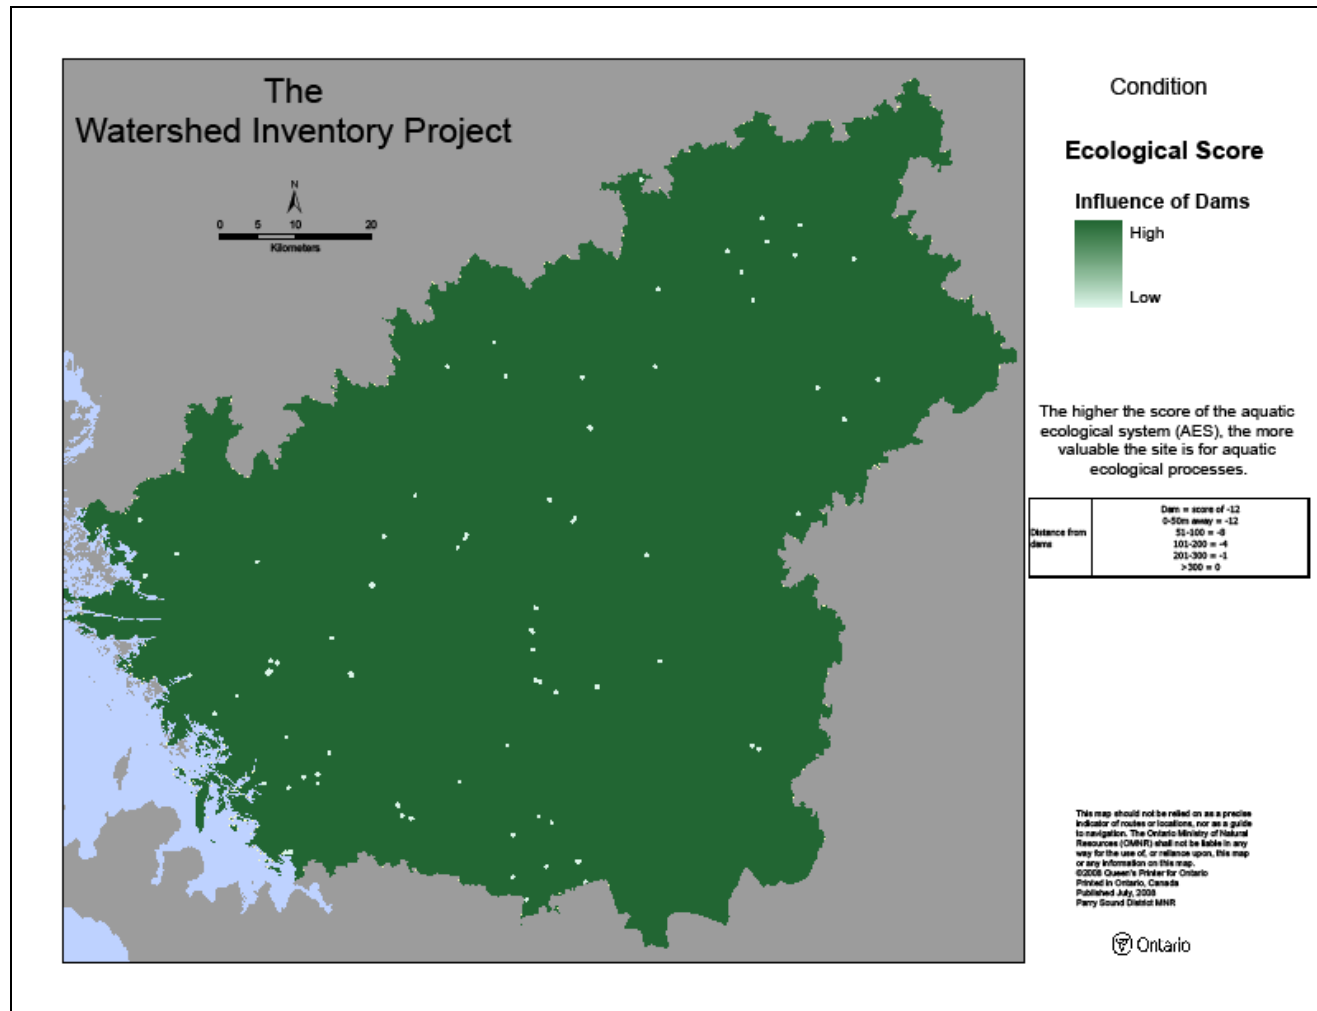 The
Watershed Inventory Project
N
0 5 10 20
Kilometers
Condition
Ecological Score
Influence of Dams
High
Low
The higher the score of the aquatic
ecological system (AES), the more
valuable the site is for aquatic
ecological processes.
Distance from
dams
Dam = score of -12
0-50m away = -12
51-100 = -8
101-200 = -4
201-300 = -1
>300 = 0
This map should not be relied on as a precise
indicator of routes or locations, nor as a guide
to navigation. The Ontario Ministry of Natural
Resources (OMNR) shall not be liable in any
way for the use of, or reliance upon, this map
or any information on this map.
©2008 Queen's Printer for Ontario
Printed in Ontario, Canada
Published July, 2008
Parry Sound District MNR
Ontario